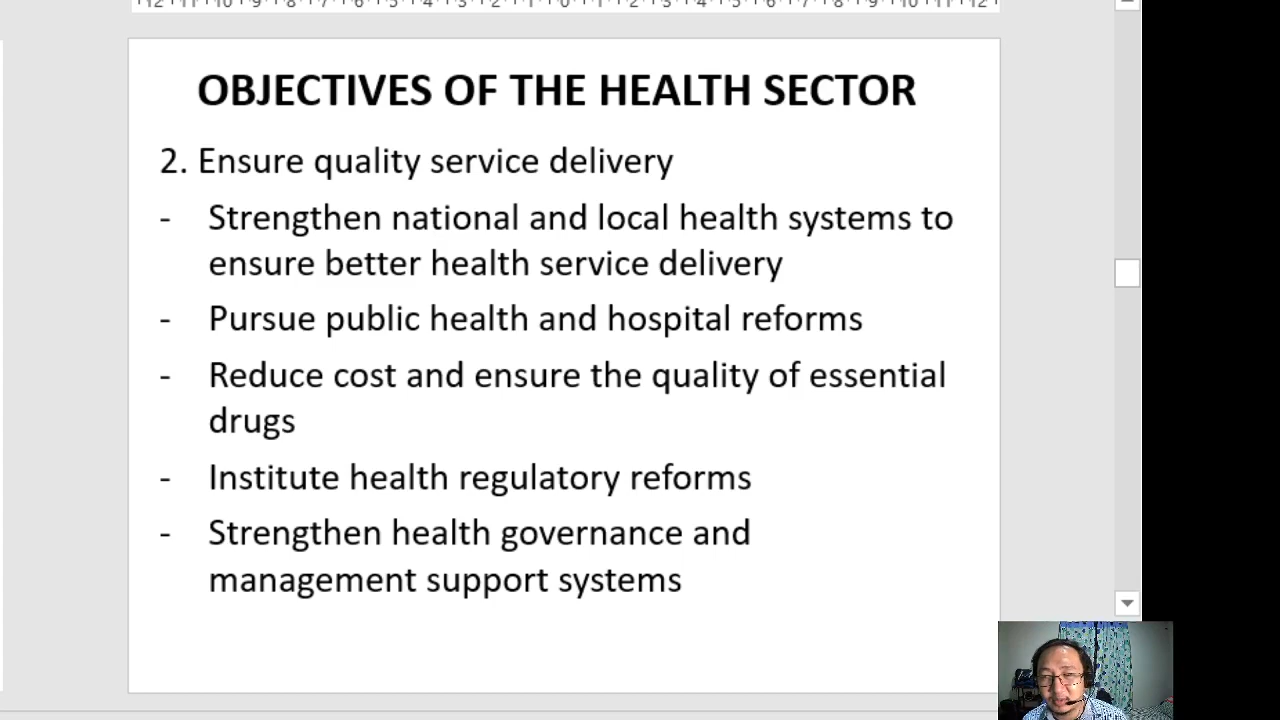 OBJECTIVES OF THE HEALTH SECTOR
2. Ensure quality service delivery
- Strengthen national and local health systems to
ensure better health service delivery
- Pursue public health and hospital reforms
- Reduce cost and ensure the quality of essential
drugs
- Institute health regulatory reforms
- Strengthen health governance and
management support systems